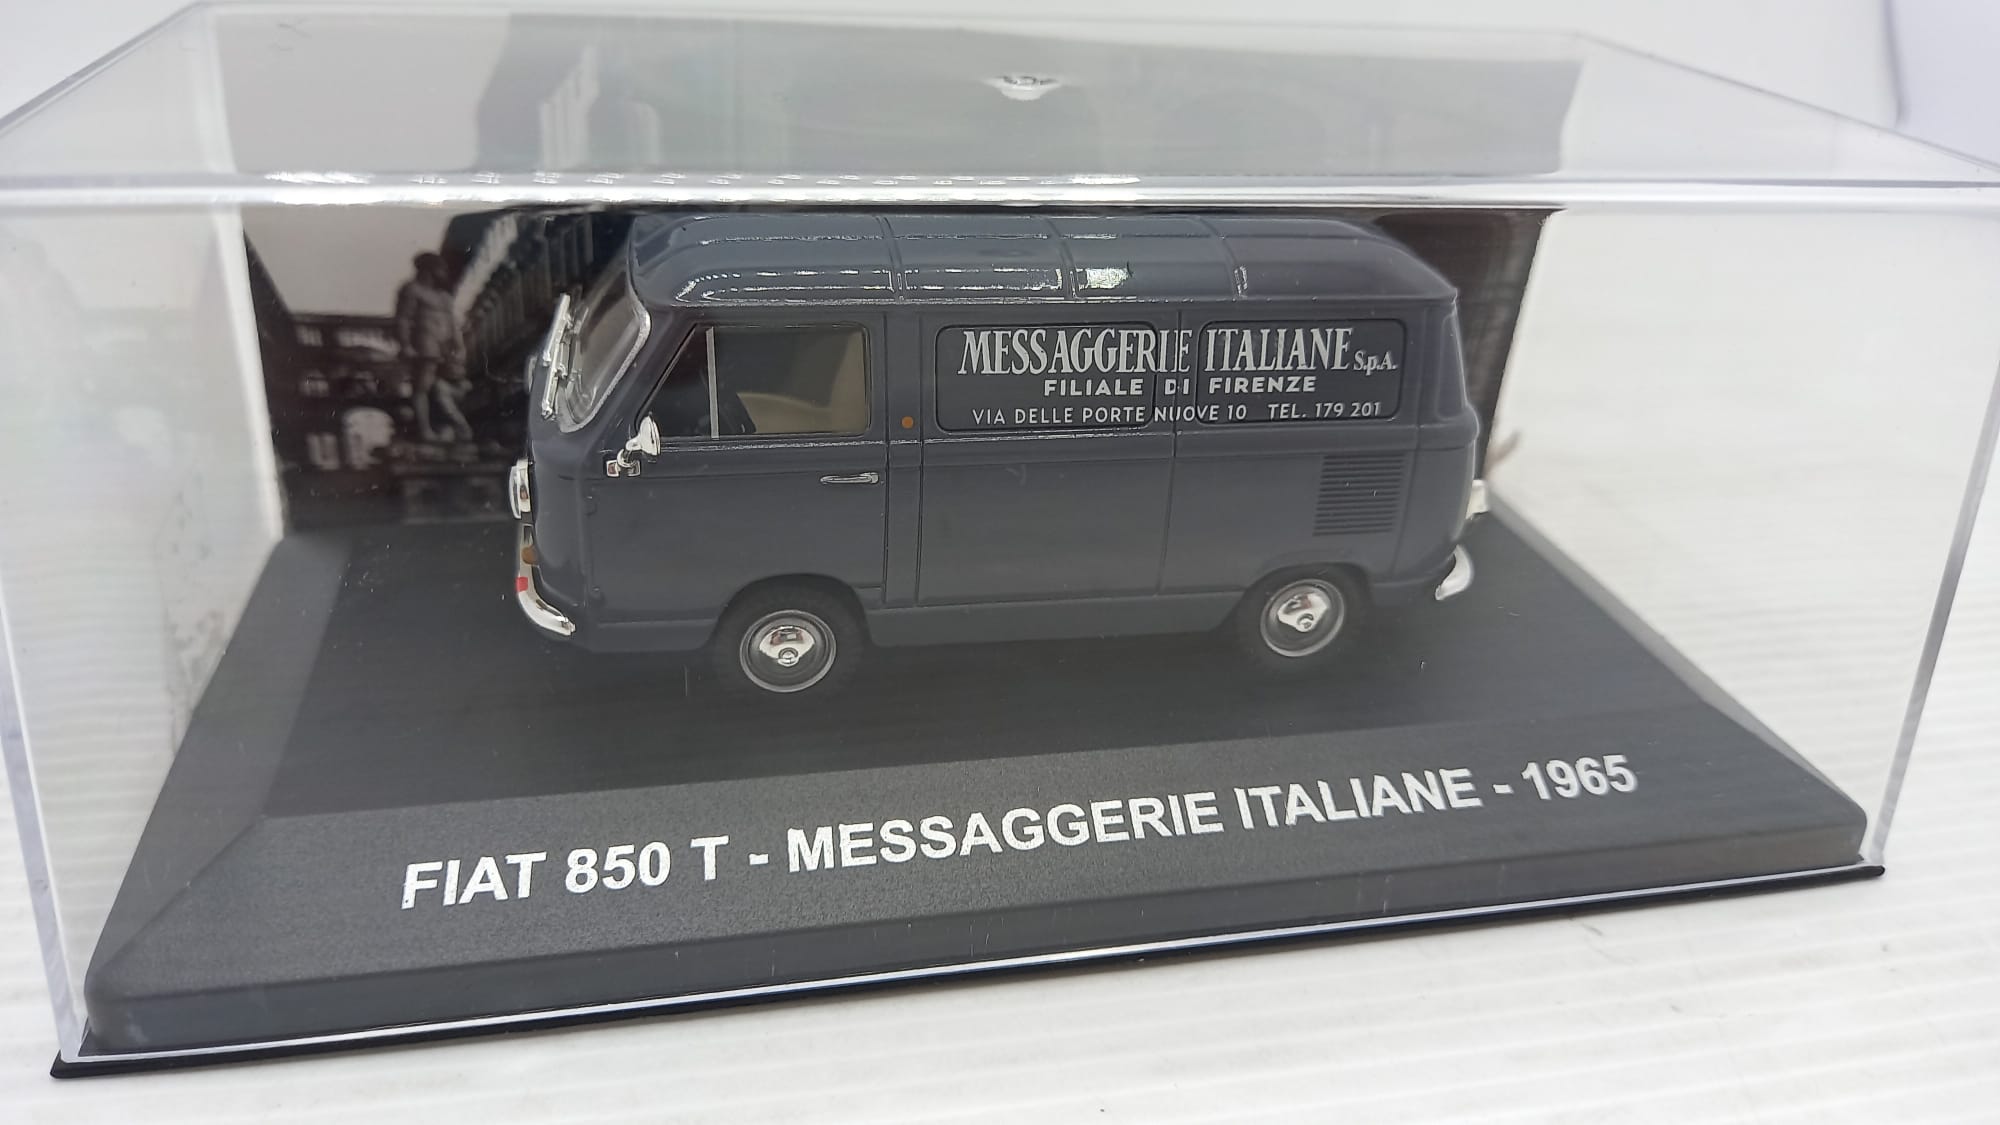 MESSAGGERIE ITALIANE S.p.A.
FILIALE DI FIRENZE
VIA DELLE PORTE NUOVE 10 TEL. 179 201
FIAT 850 T - MESSAGGERIE ITALIANE - 1965